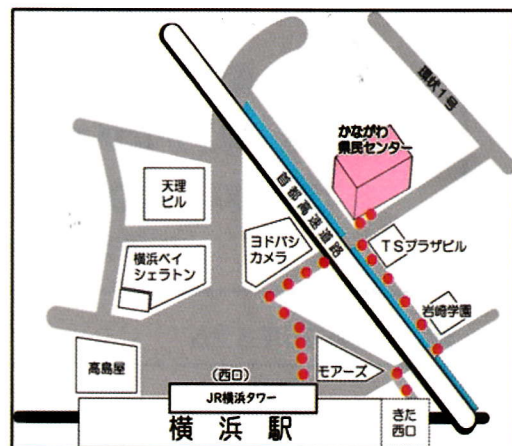 環状1号
かながわ
県民センター
首都高速道路
天理
ビル
ヨドバシ
カメラ
TSプラザビル
横浜ベイ
シェラトン
岩崎学園
高島屋
(西口)
モアーズ
JR横浜タワー
横浜駅
きた
西口